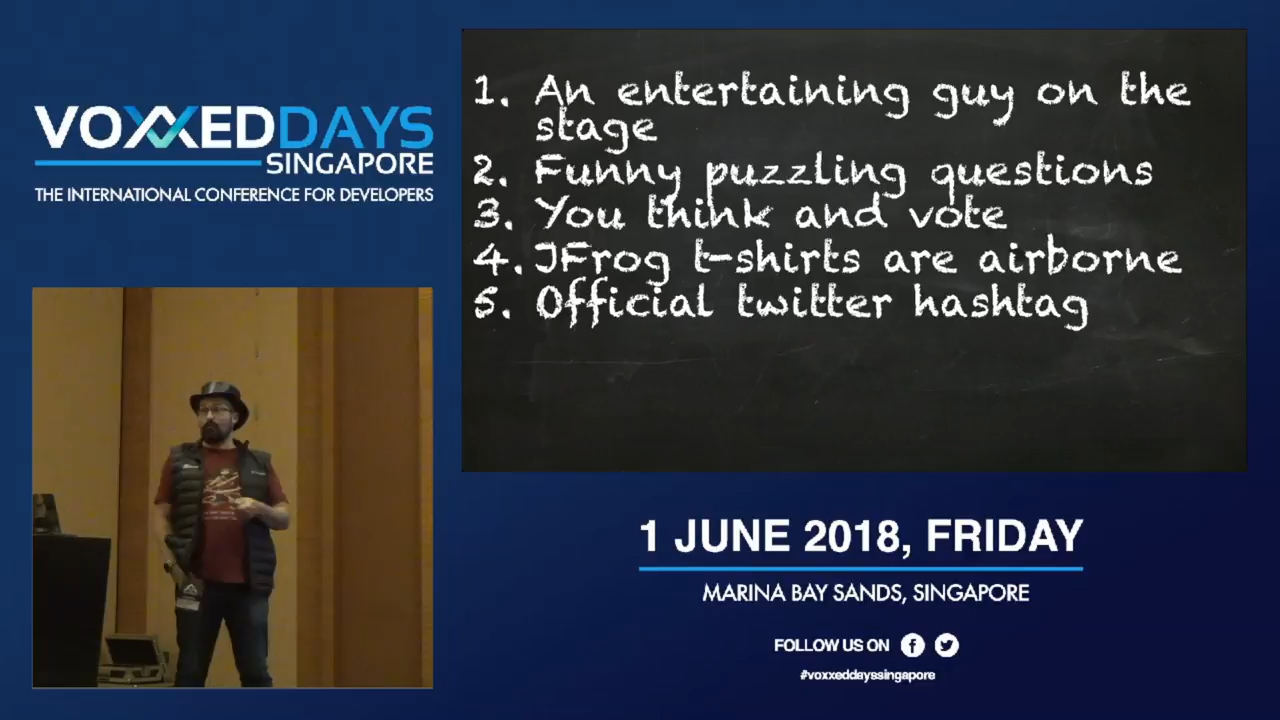 VOXXEDDAYS
SINGAPORE
THE INTERNATIONAL CONFERENCE FOR DEVELOPERS
1. An entertaining guy on the
stage
2. Funny puzzling questions
3. You think and vote
4. JFrog t-shirts are airborne
5. Official twitter hashtag
1 JUNE 2018, FRIDAY
MARINA BAY SANDS, SINGAPORE
FOLLOW US ON
#voxxeddayssingapore